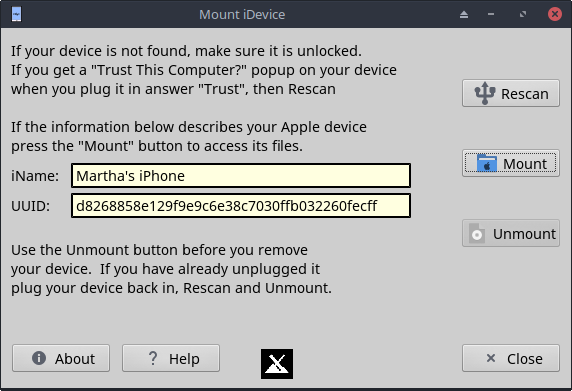 Mount iDevice
If your device is not found, make sure it is unlocked.
If you get a "Trust This Computer?" popup on your device
when you plug it in answer "Trust", then Rescan
Rescan
If the information below describes your Apple device
press the "Mount" button to access its files.
Mount
iName: Martha's iPhone
UUID: d8268858e129f9e9c6e38c7030ffb032260fecff
Unmount
Use the Unmount button before you remove
your device.  If you have already unplugged it
plug your device back in, Rescan and Unmount.
About
? Help
Close